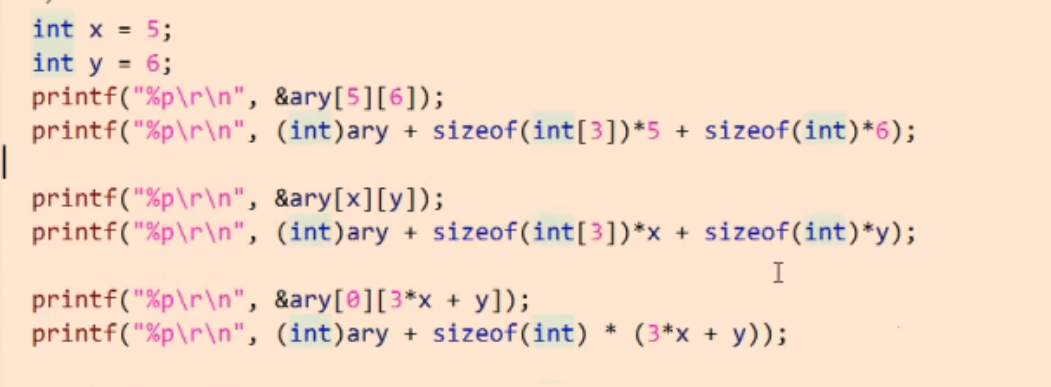 int x = 5;
int y = 6;
printf("%p\r\n", &ary[5][6]);
printf("%p\r\n", (int)ary + sizeof(int[3])*5 + sizeof(int)*6);
printf("%p\r\n", &ary[x][y]);
printf("%p\r\n", (int)ary + sizeof(int[3])*x + sizeof(int)*y);
printf("%p\r\n", &ary[0][3*x + y]);
printf("%p\r\n", (int)ary + sizeof(int) * (3*x + y));